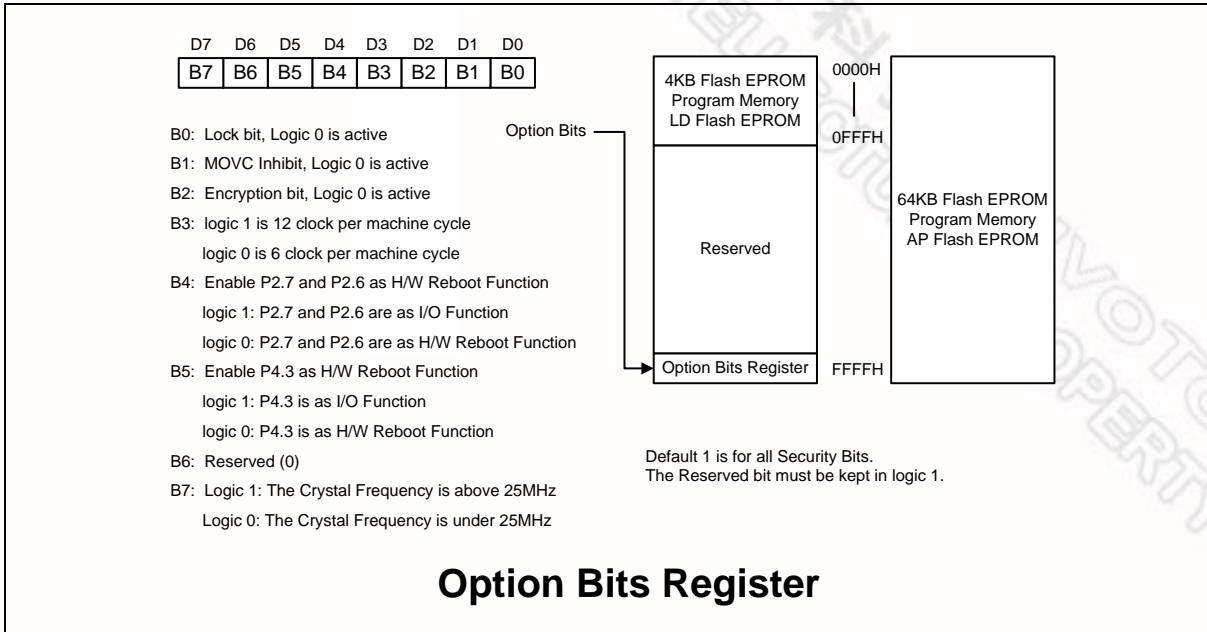 D7 D6 D5 D4 D3 D2 D1 D0
B7 B6 B5 B4 B3 B2 B1 B0
B0: Lock bit, Logic 0 is active
B1: MOVC Inhibit, Logic 0 is active
B2: Encryption bit, Logic 0 is active
B3: logic 1 is 12 clock per machine cycle
logic 0 is 6 clock per machine cycle
B4: Enable P2.7 and P2.6 as H/W Reboot Function
logic 1: P2.7 and P2.6 are as I/O Function
logic 0: P2.7 and P2.6 are as H/W Reboot Function
B5: Enable P4.3 as H/W Reboot Function
logic 1: P4.3 is as I/O Function
logic 0: P4.3 is as H/W Reboot Function
B6: Reserved (0)
B7: Logic 1: The Crystal Frequency is above 25MHz
Logic 0: The Crystal Frequency is under 25MHz
Option Bits
4KB Flash EPROM
Program Memory
LD Flash EPROM
Reserved
Option Bits Register
0000H
0FFFH
FFFFH
64KB Flash EPROM
Program Memory
AP Flash EPROM
Default 1 is for all Security Bits.
The Reserved bit must be kept in logic 1.
Option Bits Register